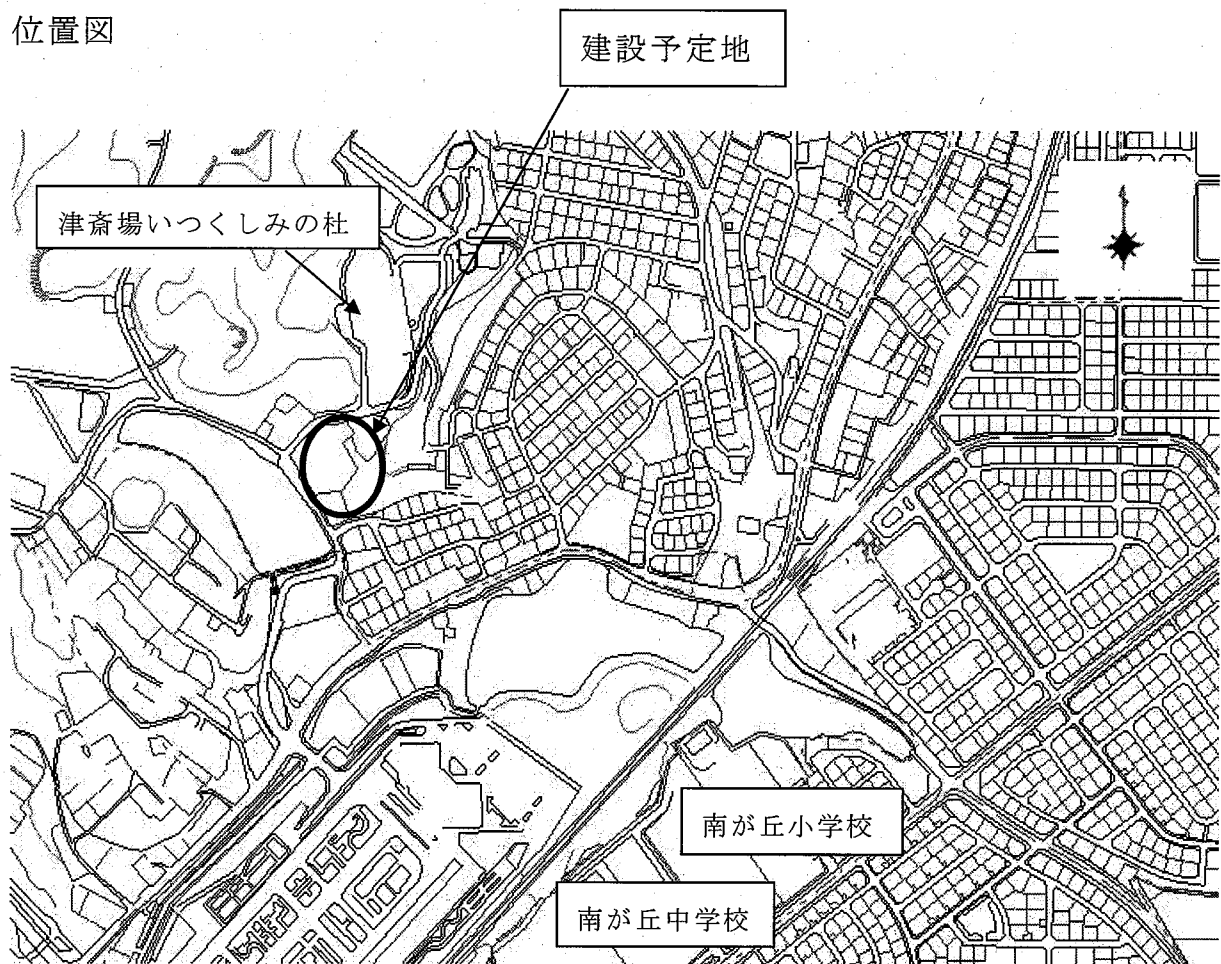 位置図
建設予定地
津斎場いつくしみの杜
南が丘小学校
南が丘中学校